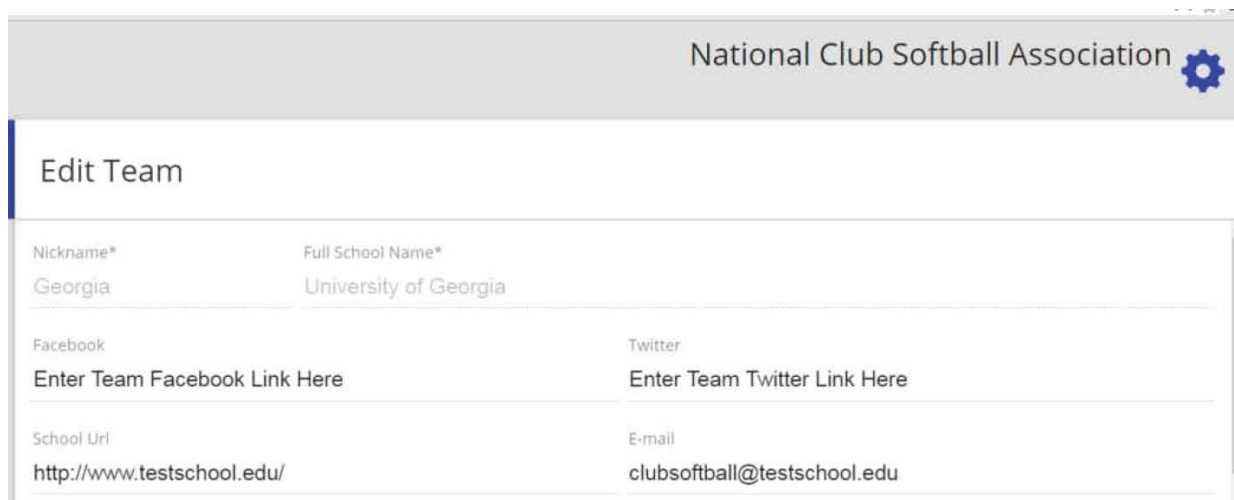 National Club Softball Association
Edit Team
Nickname* Full School Name*
Georgia University of Georgia
Facebook Twitter
Enter Team Facebook Link Here Enter Team Twitter Link Here
School Url E-mail
http://www.testschool.edu/ clubsoftball@testschool.edu